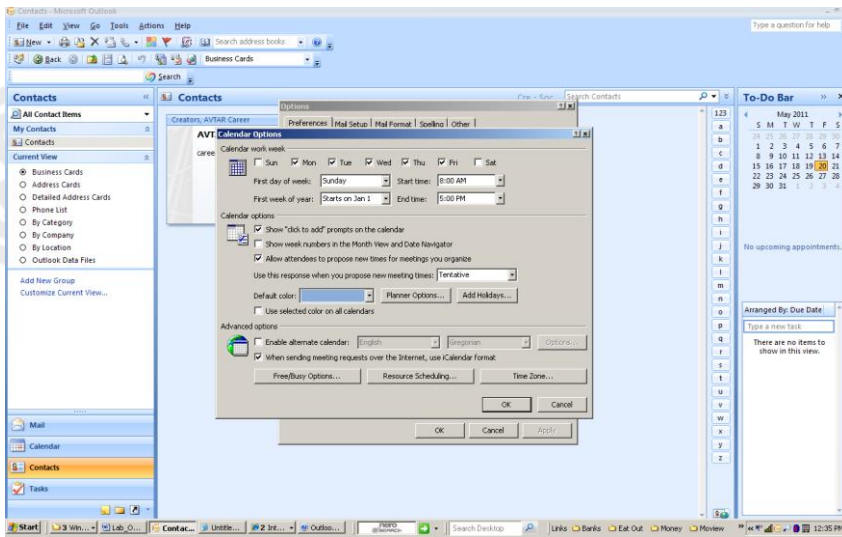 Contacts - Microsoft Outlook
File Edit View Go Tools Actions Help
Type a question for help
New
Search address books
Back
Business Cards
Search
Contacts
All Contact Items
My Contacts
Contacts
Current View
Business Cards
Address Cards
Detailed Address Cards
Phone List
By Category
By Company
By Location
Outlook Data Files
Add New Group
Customize Current View...
Mail
Calendar
Contacts
Tasks
Contacts
Search Contacts
Creators, AVTAR Career
AVT
caree
Options
Preferences Mail Setup Mail Format Spelling Other
Calendar Options
Calendar work week
Sun Mon Tue Wed Thu Fri Sat
First day of week: Sunday Start time: 8:00 AM
First week of year: Starts on Jan 1 End time: 5:00 PM
Calendar options
Show "click to add" prompts on the calendar
Show week numbers in the Month View and Date Navigator
Allow attendees to propose new times for meetings you organize
Use this response when you propose new meeting times: Tentative
Default color: Planner Options... Add Holidays...
Use selected color on all calendars
Advanced options
Enable alternate calendar: English Gregorian Options...
When sending meeting requests over the Internet, use iCalendar format
Free/Busy Options... Resource Scheduling... Time Zone...
OK Cancel
OK Cancel Apply
123
a
b
c
d
e
f
g
h
i
j
k
l
m
n
o
p
q
r
s
t
u
v
w
x
y
z
To-Do Bar
May 2011
S M T W T F S
24 25 26 27 28 29 30
1 2 3 4 5 6 7
8 9 10 11 12 13 14
15 16 17 18 19 20 21
22 23 24 25 26 27 28
29 30 31 1 2 3 4
No upcoming appointments.
Arranged By: Due Date
Type a new task
There are no items to
show in this view.
Start 3 Win... Lab_O... Contac... Untitle... 2 Int... Outloo... Search Desktop Links Banks Eat Out Money Moview 12:35 PM